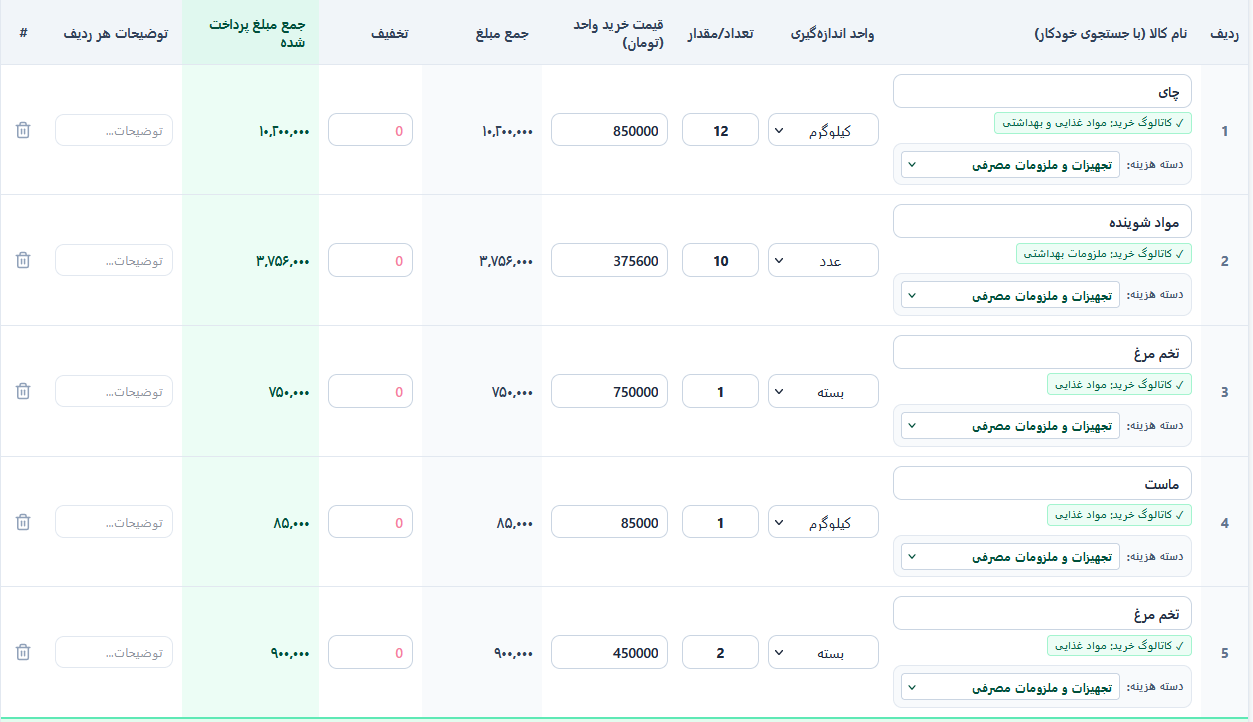 ردیف
نام کالا (با جستجوی خودکار)
واحد اندازه‌گیری
تعداد/مقدار
قیمت خرید واحد (تومان)
جمع مبلغ
تخفیف
جمع مبلغ پرداخت شده
توضیحات هر ردیف
#
1
چای
✓ کاتالوگ خرید: مواد غذایی و بهداشتی
دسته هزینه: تجهیزات و ملزومات مصرفی
کیلوگرم
12
850000
۱۰,۲۰۰,۰۰۰
0
۱۰,۲۰۰,۰۰۰
توضیحات...
2
مواد شوینده
✓ کاتالوگ خرید: ملزومات بهداشتی
دسته هزینه: تجهیزات و ملزومات مصرفی
عدد
10
375600
۳,۷۵۶,۰۰۰
0
۳,۷۵۶,۰۰۰
توضیحات...
3
تخم مرغ
✓ کاتالوگ خرید: مواد غذایی
دسته هزینه: تجهیزات و ملزومات مصرفی
بسته
1
750000
۷۵۰,۰۰۰
0
۷۵۰,۰۰۰
توضیحات...
4
ماست
✓ کاتالوگ خرید: مواد غذایی
دسته هزینه: تجهیزات و ملزومات مصرفی
کیلوگرم
1
85000
۸۵,۰۰۰
0
۸۵,۰۰۰
توضیحات...
5
تخم مرغ
✓ کاتالوگ خرید: مواد غذایی
دسته هزینه: تجهیزات و ملزومات مصرفی
بسته
2
450000
۹۰۰,۰۰۰
0
۹۰۰,۰۰۰
توضیحات...